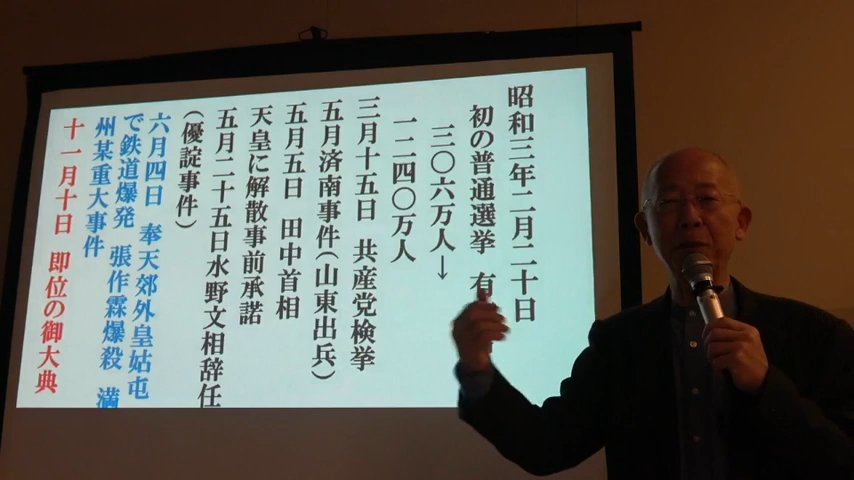 昭和三年二月二十日
初の普通選挙 有
三〇六万人→
一二四〇万人
三月十五日 共産党検挙
五月済南事件(山東出兵)
五月五日 田中首相
天皇に解散事前承諾
五月二十五日水野文相辞任
(優諚事件)
六月四日 奉天郊外皇姑屯
で鉄道爆発 張作霖爆殺 満
州某重大事件
十一月十日 即位の御大典